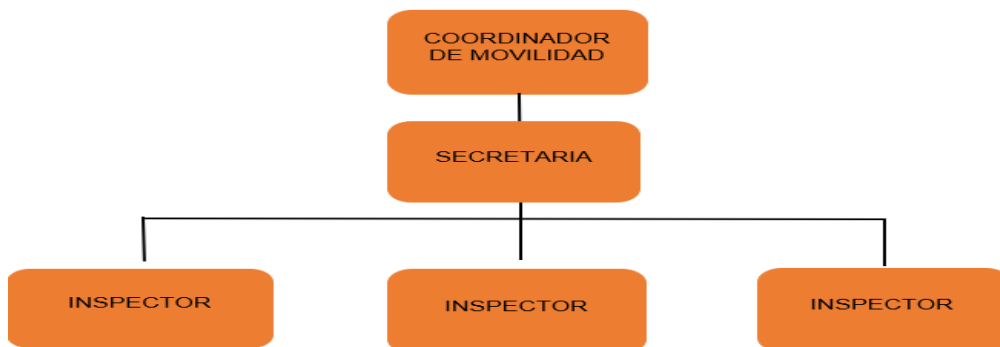 COORDINADOR
DE MOVILIDAD
SECRETARIA
INSPECTOR
INSPECTOR
INSPECTOR